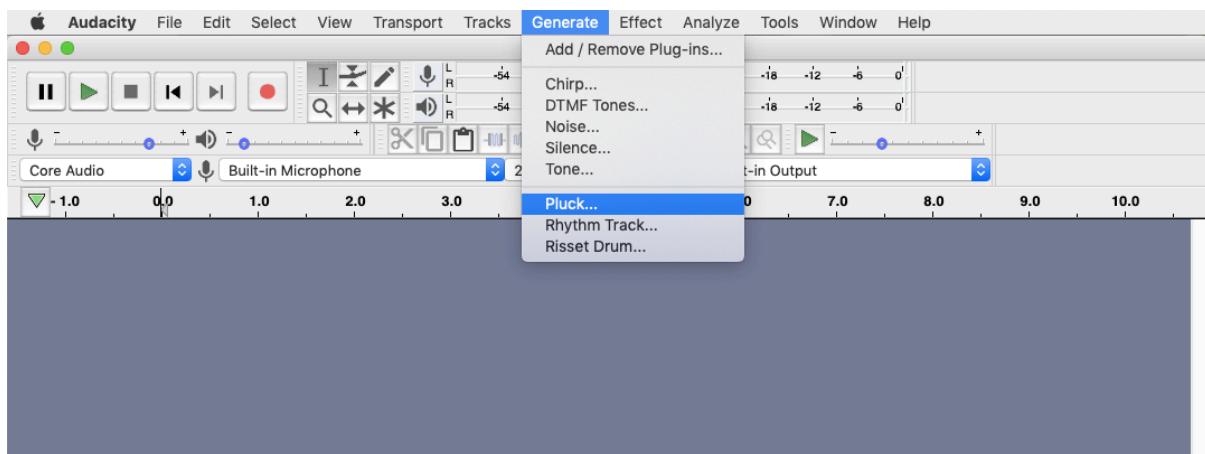 Audacity File Edit Select View Transport Tracks Generate Effect Analyze Tools Window Help
Add / Remove Plug-ins...
L -54 -18 -12 -6 0
R
Chirp...
L -54 DTMF Tones... -18 -12 -6 0
R
Noise...
Silence...
Core Audio Built-in Microphone 2 Tone... t-in Output
- 1.0 0.0 1.0 2.0 3.0 Pluck... 0 7.0 8.0 9.0 10.0
Rhythm Track...
Risset Drum...